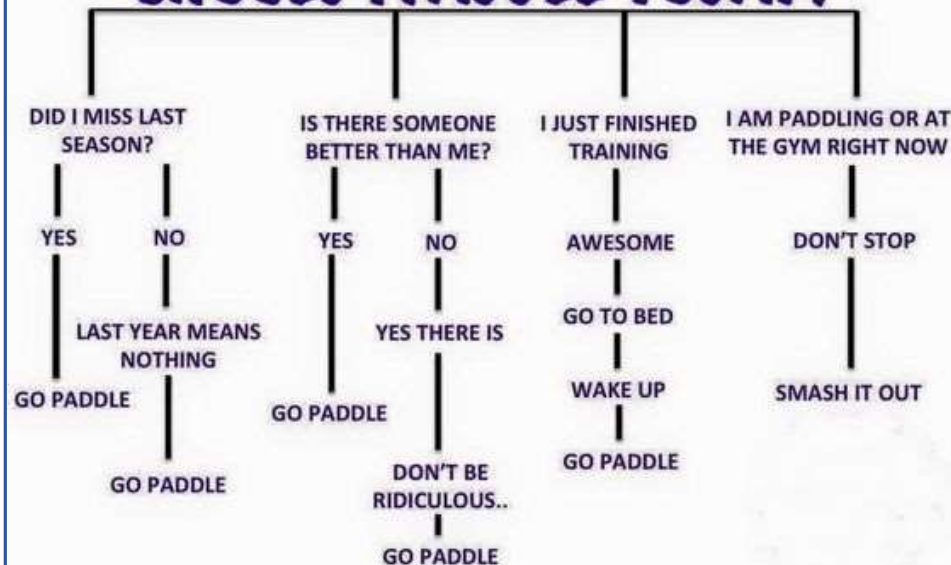 DID I MISS LAST
SEASON?
YES
NO
LAST YEAR MEANS
NOTHING
GO PADDLE
GO PADDLE
IS THERE SOMEONE
BETTER THAN ME?
YES
NO
YES THERE IS
GO PADDLE
DON'T BE
RIDICULOUS..
GO PADDLE
I JUST FINISHED
TRAINING
AWESOME
GO TO BED
WAKE UP
GO PADDLE
I AM PADDLING OR AT
THE GYM RIGHT NOW
DON'T STOP
SMASH IT OUT